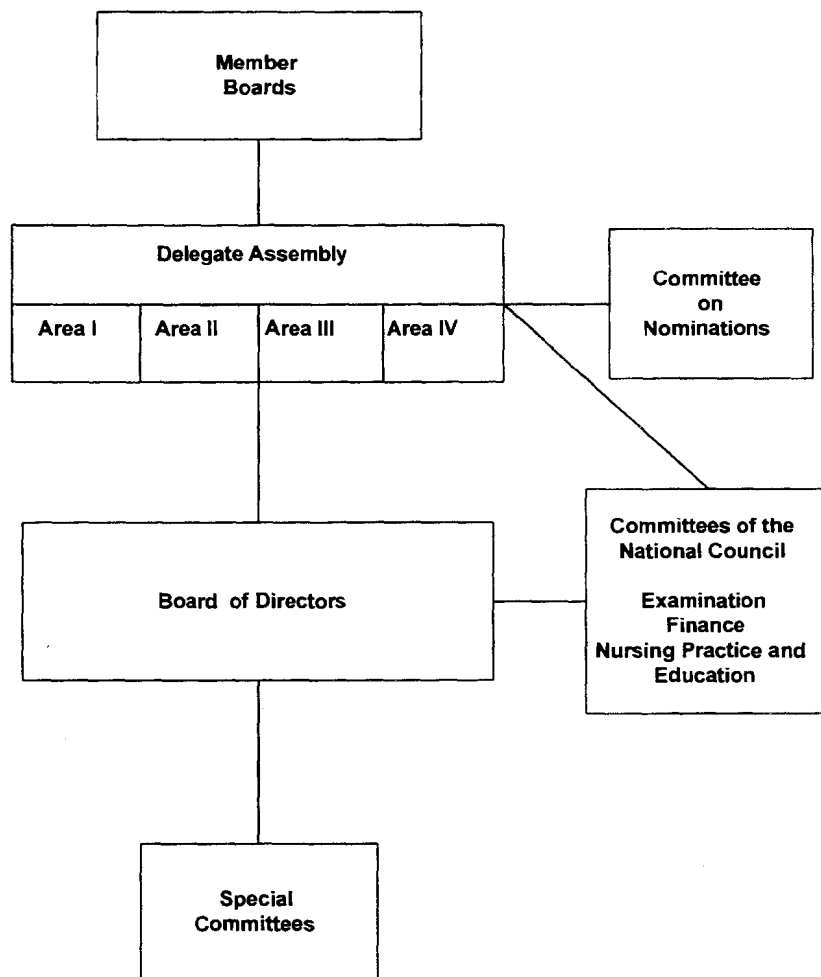 Member
Boards
Delegate Assembly
Area I
Area II
Area III
Area IV
Committee
on
Nominations
Committees of the
National Council
Examination
Finance
Nursing Practice and
Education
Board of Directors
Special
Committees